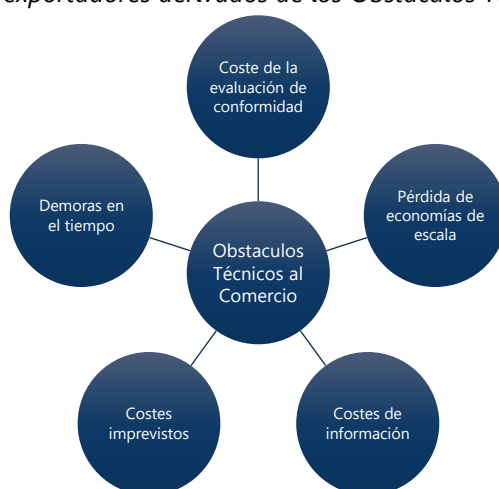 exportadores derivados de los Obstáculos
Coste de la
evaluación de
conformidad
Demoras en
el tiempo
Pérdida de
economías de
escala
Obstaculos
Técnicos al
Comercio
Costes
imprevistos
Costes de
información